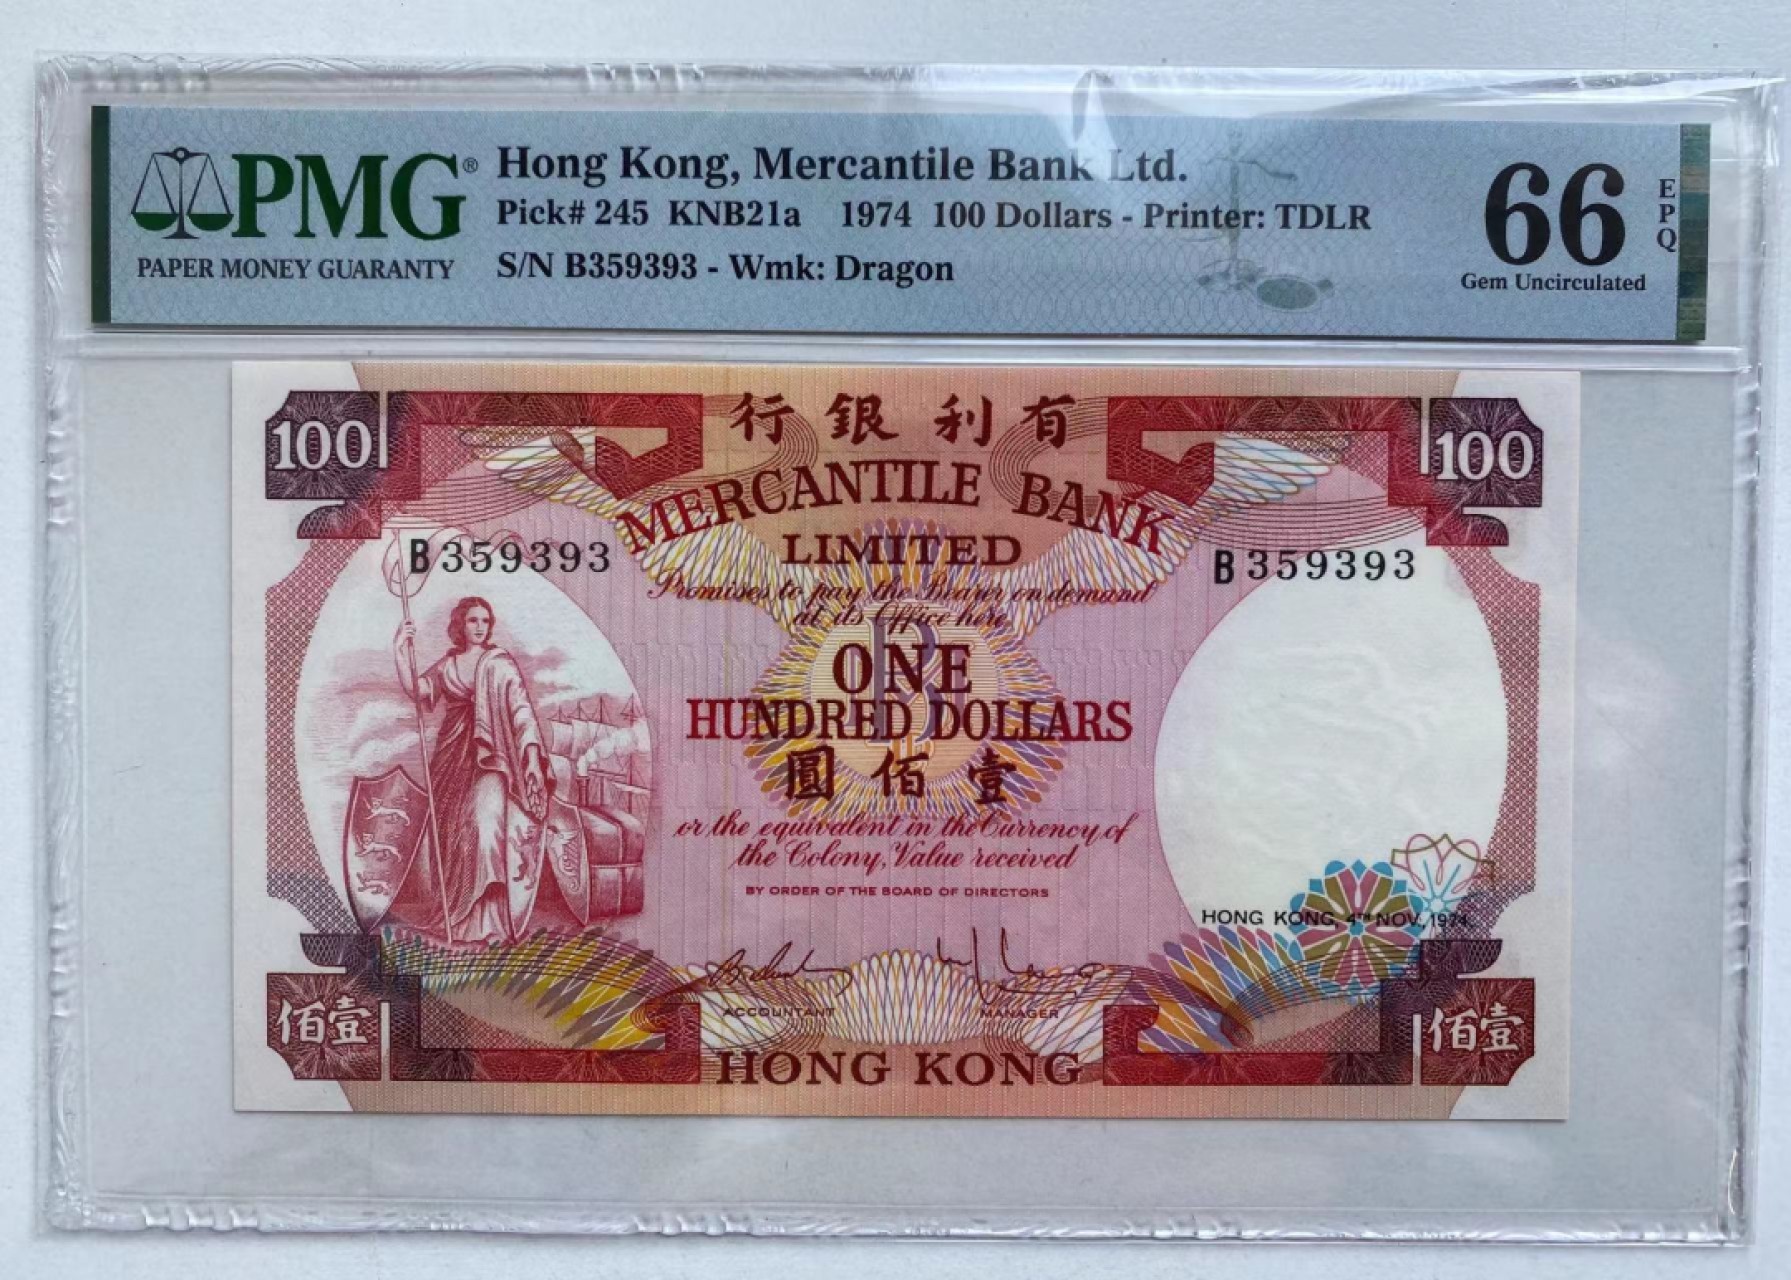 PMG®
PAPER MONEY GUARANTY
Hong Kong, Mercantile Bank Ltd.
Pick# 245 KNB21a 1974 100 Dollars - Printer: TDLR
S/N B359393 - Wmk: Dragon
66
EPQ
Gem Uncirculated
100
行銀利有
100
MERCANTILE BANK
LIMITED
B359393
B359393
Promises to pay the Bearer on demand
at its Office here
ONE
HUNDRED DOLLARS
圓佰壹
or the equivalent in the Currency of
the Colony, Value received
BY ORDER OF THE BOARD OF DIRECTORS
HONG KONG, 4TH NOV., 1974.
ACCOUNTANT
MANAGER
佰壹
HONG KONG
佰壹